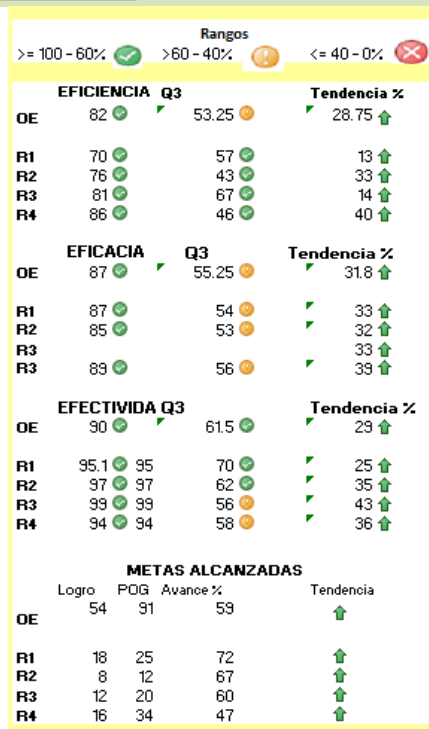 Rangos
>= 100 - 60% >60 - 40% <= 40 - 0%
EFICIENCIA Q3 Tendencia %
OE 82 53.25 28.75
R1 70 57 13
R2 76 43 33
R3 81 67 14
R4 86 46 40
EFICACIA Q3 Tendencia %
OE 87 55.25 31.8
R1 87 54 33
R2 85 53 32
R3 33
R3 89 56 39
EFECTIVIDA Q3 Tendencia %
OE 90 61.5 29
R1 95.1 95 70 25
R2 97 97 62 35
R3 99 99 56 43
R4 94 94 58 36
METAS ALCANZADAS
Logro POG Avance % Tendencia
OE 54 91 59
R1 18 25 72
R2 8 12 67
R3 12 20 60
R4 16 34 47